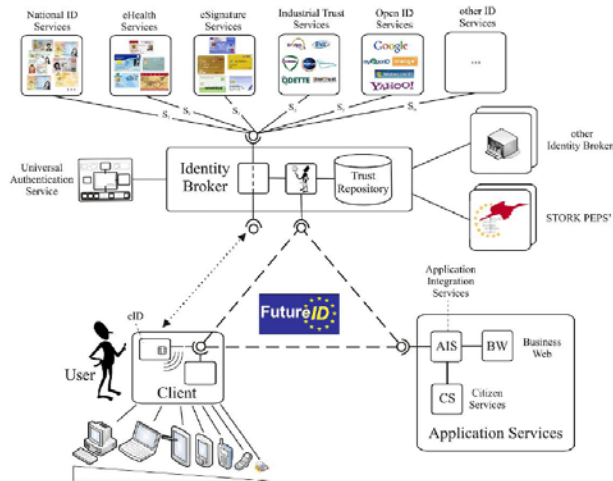 National ID
Services
eHealth
Services
eSignature
Services
Industrial Trust
Services
Open ID
Services
other ID
Services
Google
myOpenID
YAHOO!
ODETTE
...
Universal
Authentication
Service
Identity
Broker
Trust
Repository
other
Identity Broker
STORK PEPS'
Application
Integration
Services
FutureID
eID
User
Client
AIS
BW
Business
Web
CS
Citizen
Services
Application Services